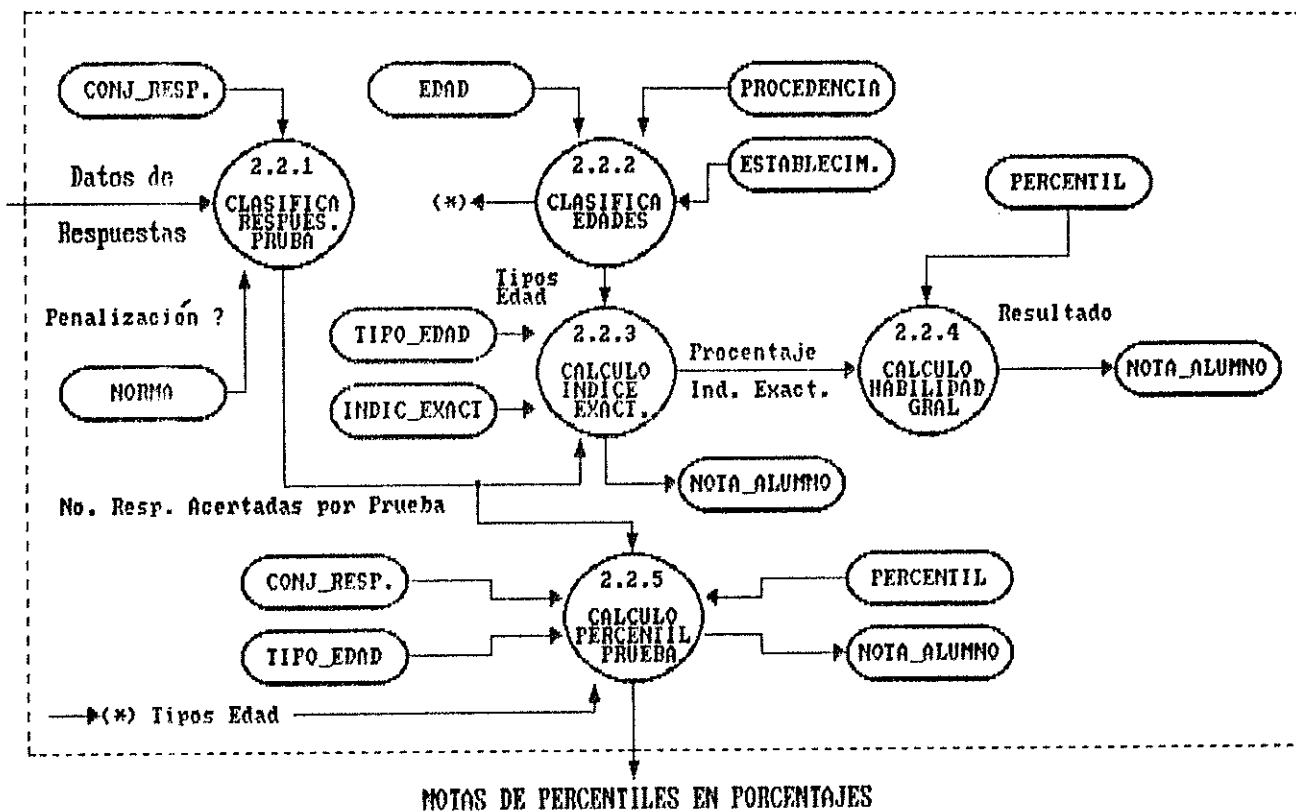 CONJ_RESP.
EDAD
PROCEDENCIA
ESTABLECIM.
PERCENTIL
Datos de
Respuestas
2.2.1
CLASIFICA
RESPUES.
PRUBA
(*)
2.2.2
CLASIFICA
EDADES
Penalización ?
NORMA
Tipos
Edad
TIPO_EDAD
INDIC_EXACT
2.2.3
CALCULO
INDICE
EXACT.
Procentaje
Ind. Exact.
2.2.4
CALCULO
HABILIDAD
GRAL
Resultado
NOTA_ALUMNO
NOTA_ALUMNO
No. Resp. Acertadas por Prueba
CONJ_RESP.
TIPO_EDAD
2.2.5
CALCULO
PERCENTIL
PRUEBA
PERCENTIL
NOTA_ALUMNO
(*) Tipos Edad
NOTAS DE PERCENTILES EN PORCENTAJES